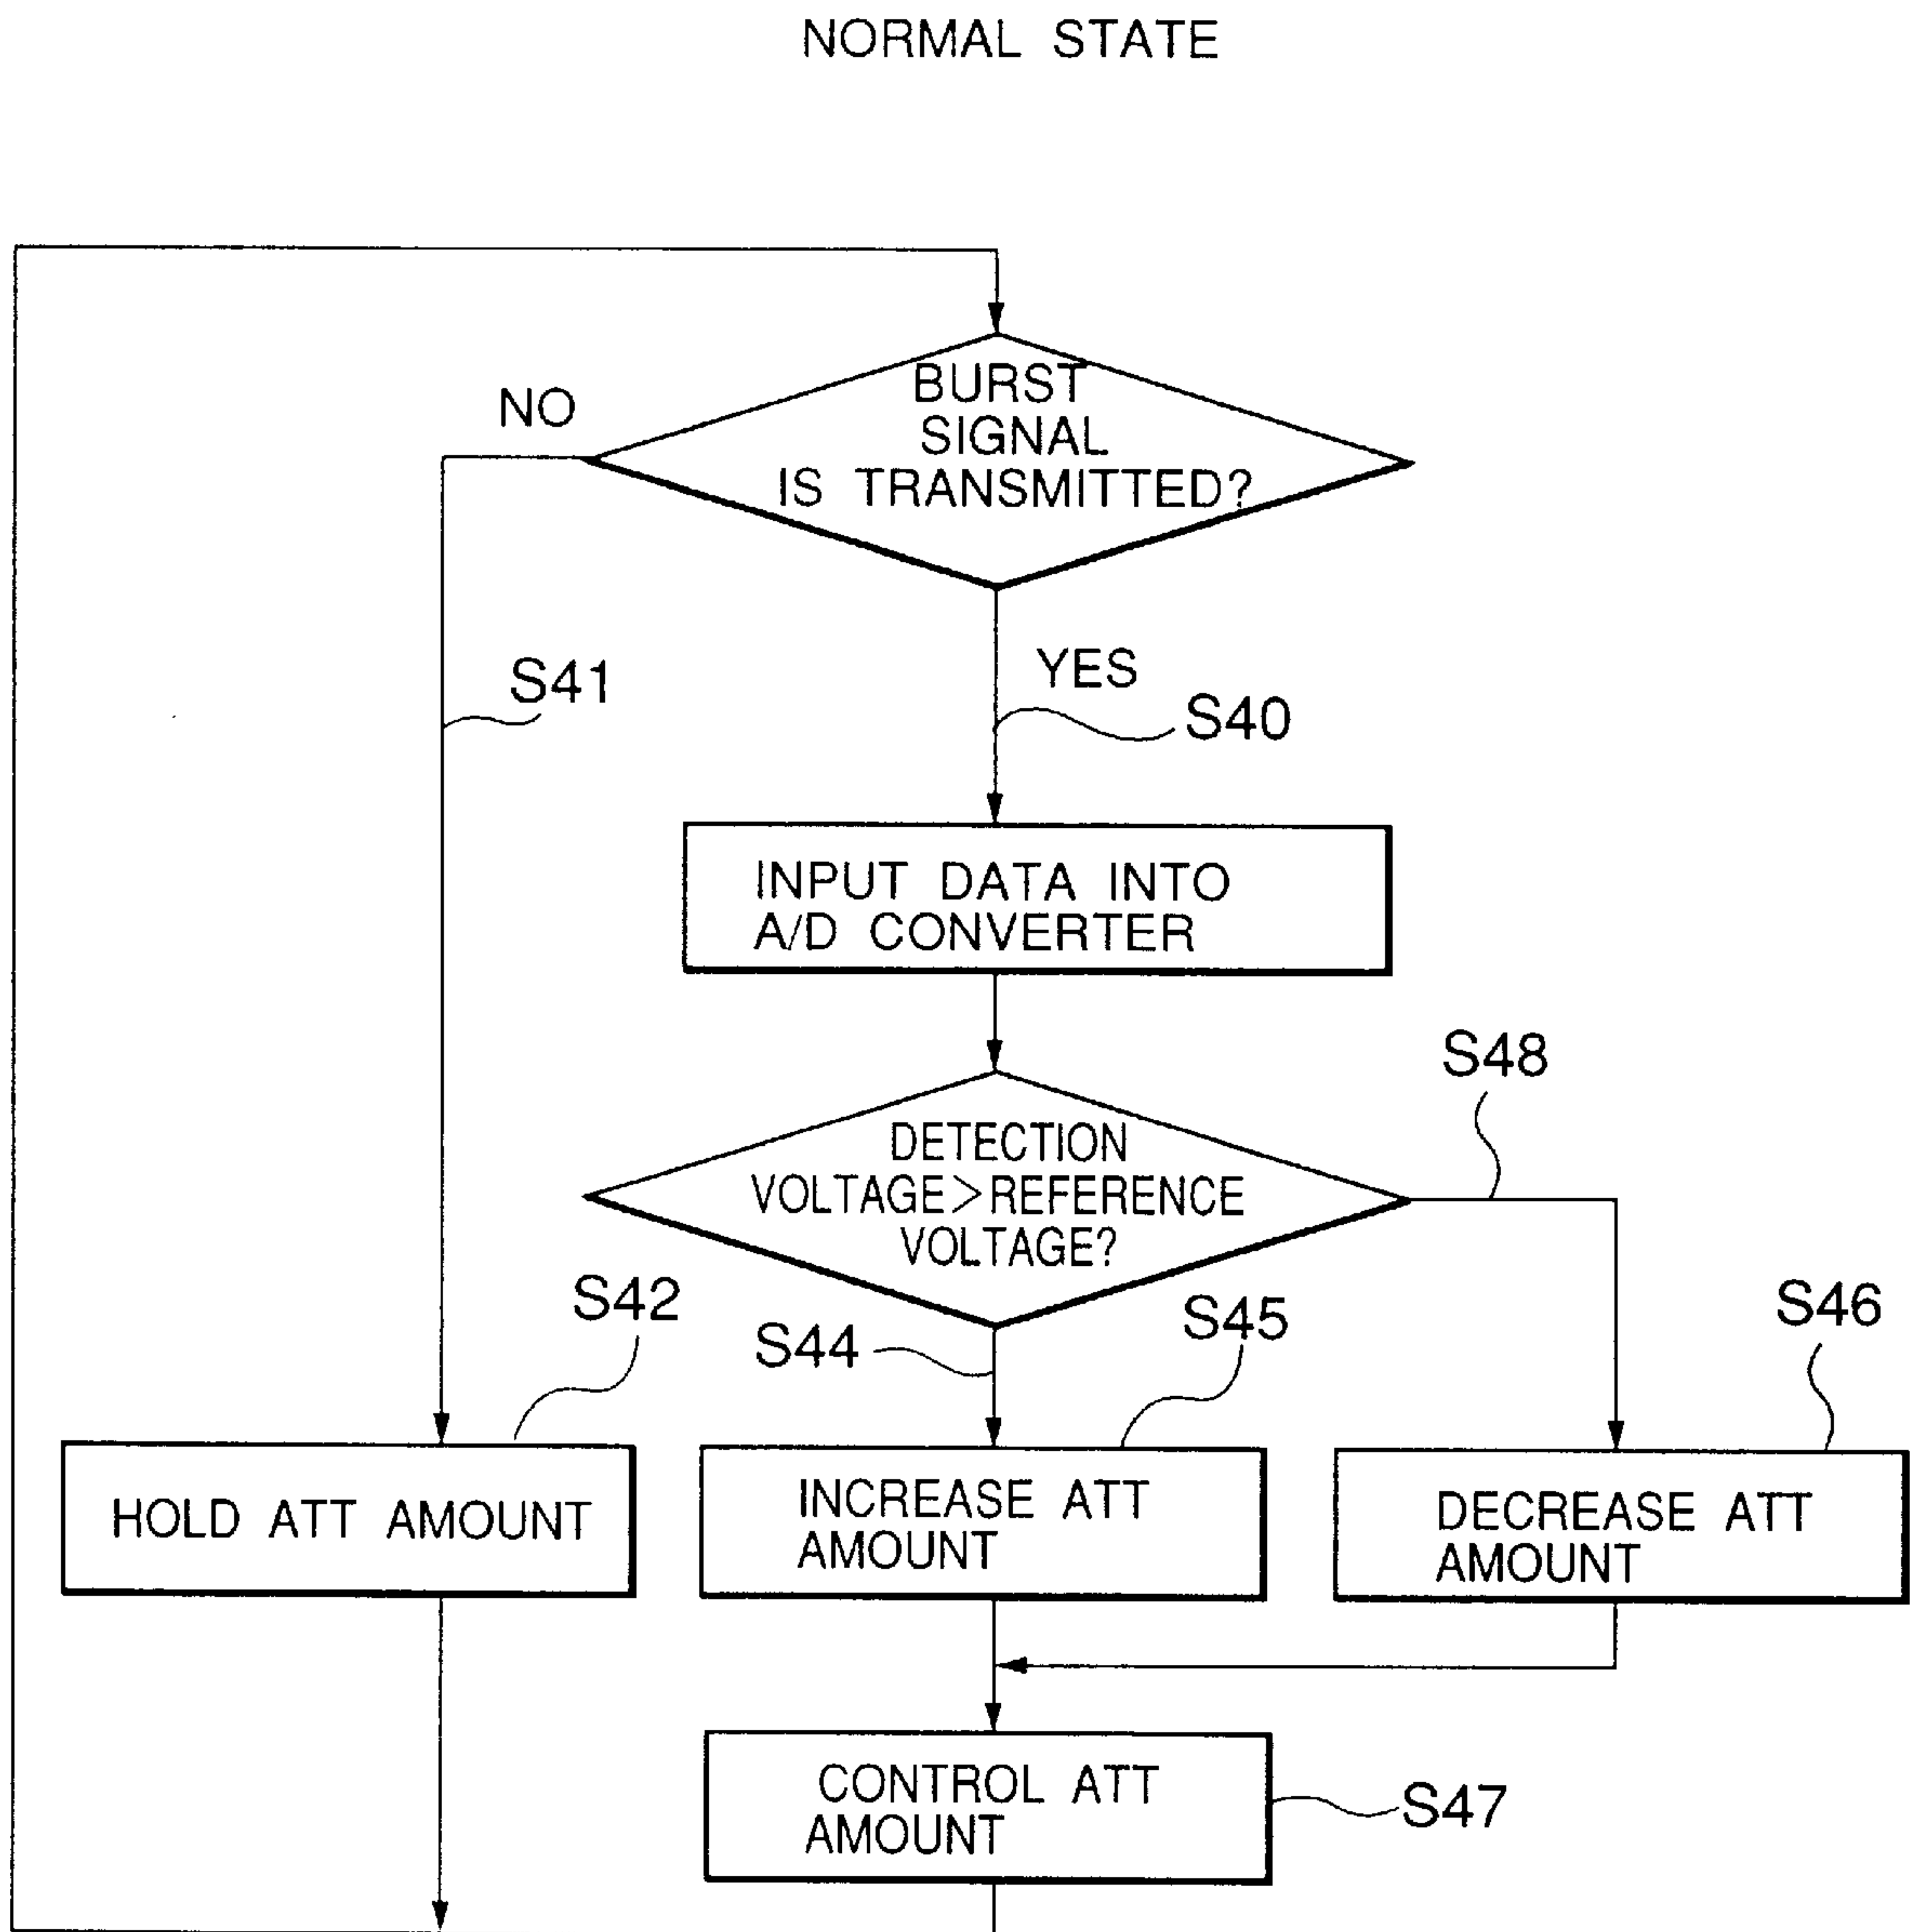 NORMAL STATE
BURST
SIGNAL
IS TRANSMITTED?
NO
YES
S41
S40
INPUT DATA INTO
A/D CONVERTER
S48
DETECTION
VOLTAGE>REFERENCE
VOLTAGE?
S42
S44
S45
S46
HOLD ATT AMOUNT
INCREASE ATT
AMOUNT
DECREASE ATT
AMOUNT
CONTROL ATT
AMOUNT
S47